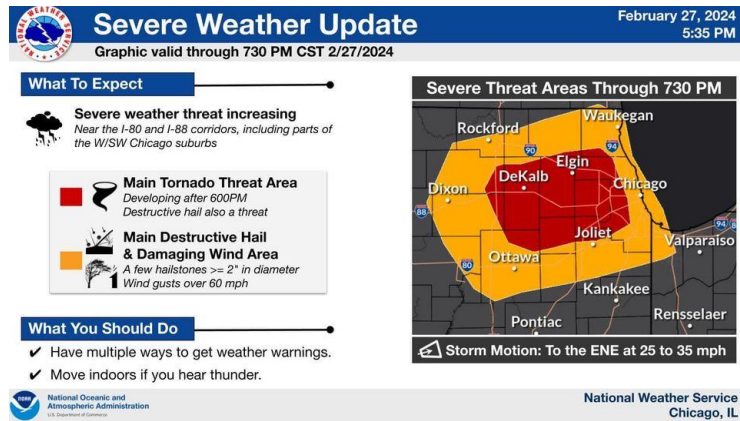 NATIONAL WEATHER SERVICE
Severe Weather Update
February 27, 2024
5:35 PM
Graphic valid through 730 PM CST 2/27/2024
What To Expect
Severe weather threat increasing
Near the I-80 and I-88 corridors, including parts of
the W/SW Chicago suburbs
Main Tornado Threat Area
Developing after 600PM
Destructive hail also a threat
Main Destructive Hail
& Damaging Wind Area
A few hailstones >= 2" in diameter
Wind gusts over 60 mph
What You Should Do
✔ Have multiple ways to get weather warnings.
✔ Move indoors if you hear thunder.
Severe Threat Areas Through 730 PM
Waukegan
Rockford
94
90
Elgin
DeKalb
Dixon
Chicago
88
Joliet
94
Valparaiso
Ottawa
80
Kankakee
Rensselaer
Pontiac
Storm Motion: To the ENE at 25 to 35 mph
NOAA
National Oceanic and
Atmospheric Administration
U.S. Department of Commerce
National Weather Service
Chicago, IL